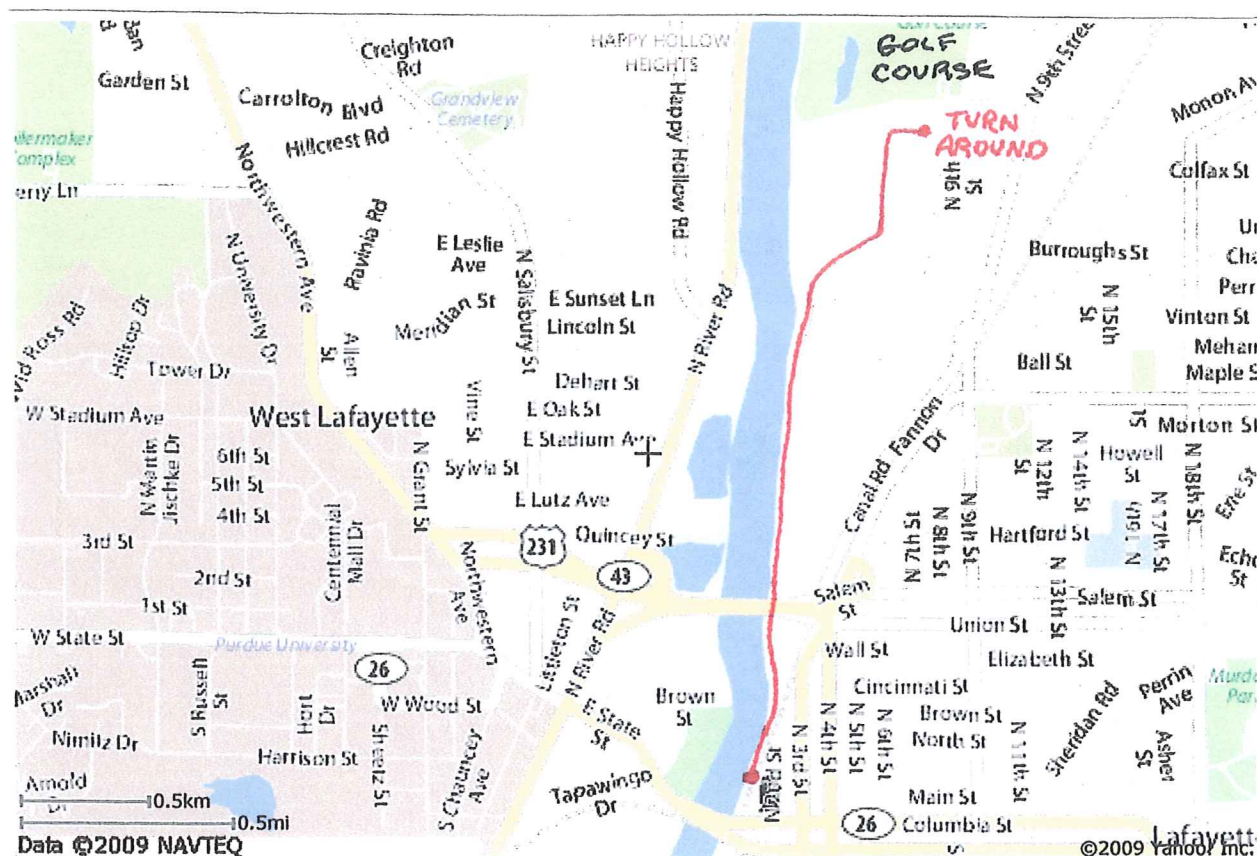 Creighton
Rd
HAPPY HOLLOW
HEIGHTS
GOLF
COURSE
N 9th Street
Garden St
Carrolton Blvd
Hillcrest Rd
Grandview
Cemetery
Happy Hollow Rd
TURN
AROUND
Monon
Colfax St
Northwestern Ave
N 9th
St
N University Dr
Ravinia Rd
E Leslie
Ave
N Salisbury St
Burroughs St
Meridian St
E Sunset Ln
Lincoln St
N River Rd
N 15th
St
Vinton St
Hilltop Dr
Allen
St
Tower Dr
Dehart St
Ball St
W Stadium Ave
West Lafayette
Vine St
E Oak St
E Stadium Ave
Fannon
Dr
Morton St
N Martin
Jischke Dr
6th St
5th St
4th St
N Grant St
Sylvia St
E Lutz Ave
Canal Rd
N 12th
St
N 14th St
Howell
St
N 18th St
3rd St
Centennial
Mall Dr
231
Quincey St
43
N 7th St
N 8th St
N 9th St
Hartford St
N 16th
N 17th St
2nd St
1st St
Northwestern
Ave
Littleton St
N River Rd
Salem
St
N 13th St
Salem St
W State St
Purdue University
26
Union St
Wall St
Elizabeth St
S Russell
St
Hort
Dr
W Wood St
Brown
St
E State
St
Cincinnati St
Brown St
North St
Sheridan Rd
Perrin
Ave
Nimitz Dr
Harrison St
Sheetz St
S Chauncey
Ave
Tapawingo
Dr
N 3rd St
N 4th St
N 5th St
N 6th St
N 11th St
Arnold
Dr
0.5km
0.5mi
Main St
26
Columbia St
Lafayette
Data ©2009 NAVTEQ
©2009 Yahoo! Inc.